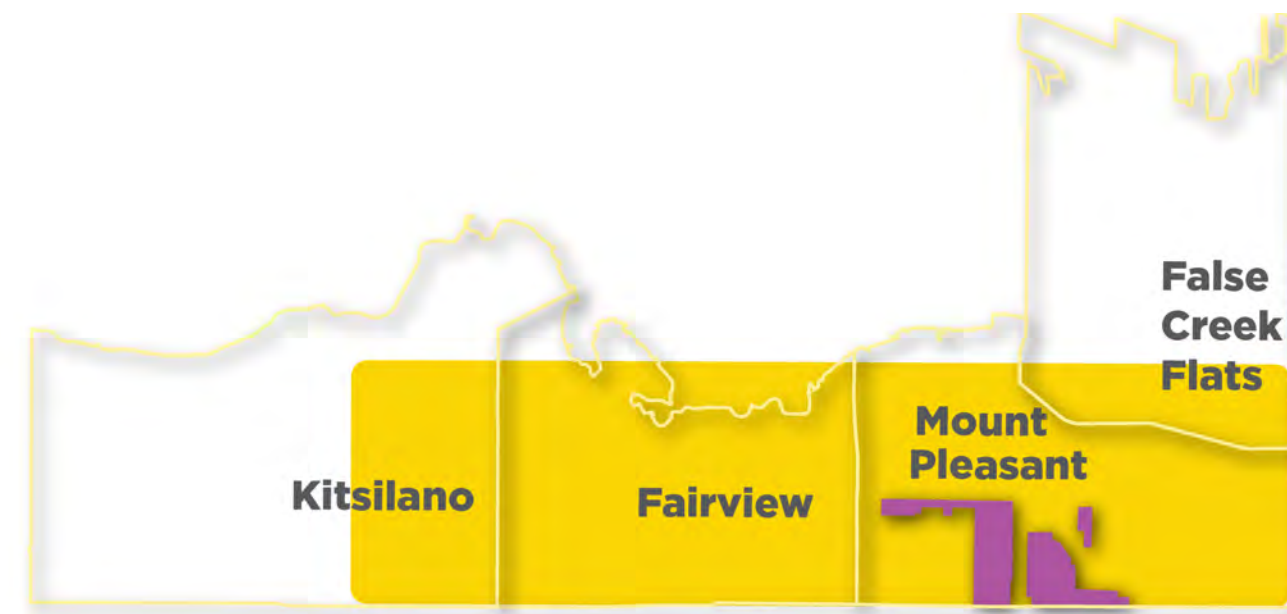 False
Creek
Flats
Mount
Pleasant
Kitsilano
Fairview